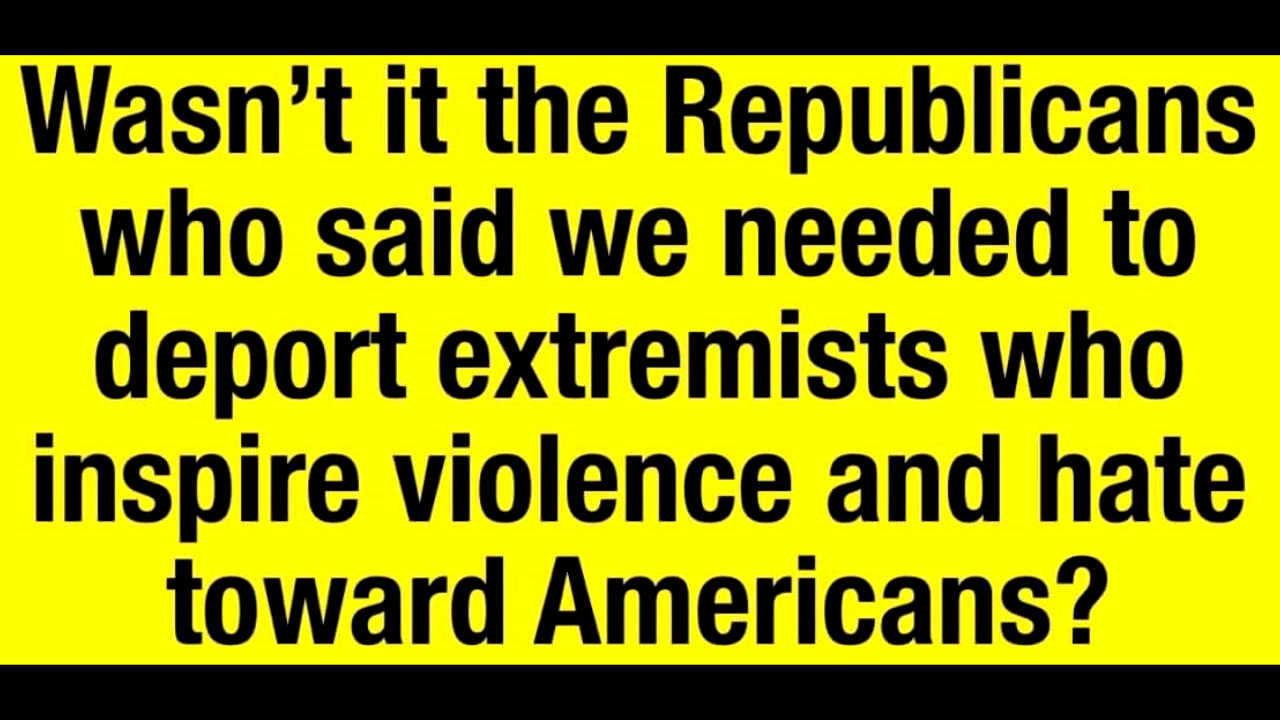 Wasn’t it the Republicans
who said we needed to
deport extremists who
inspire violence and hate
toward Americans?